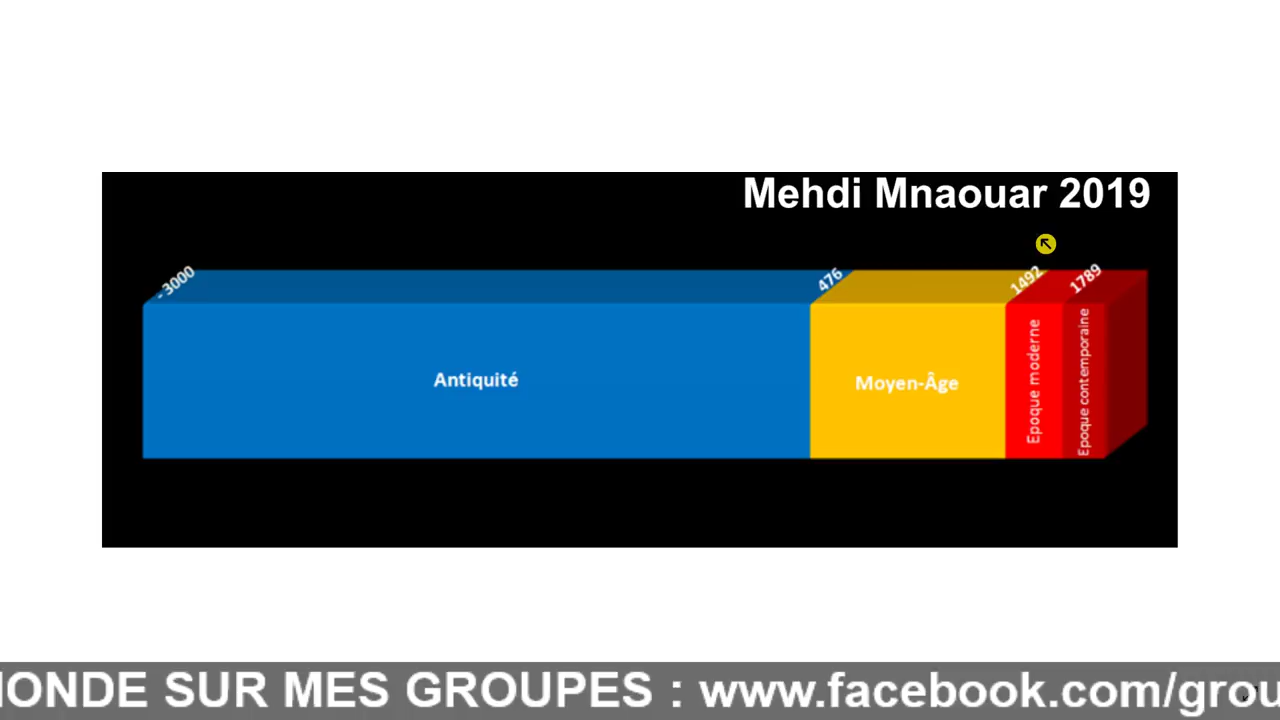 Mehdi Mnaouar 2019
- 3000
476
1492
1789
Antiquité
Moyen-Âge
Epoque moderne
Epoque contemporaine
SUR MES GROUPES : www.facebook.com/grou